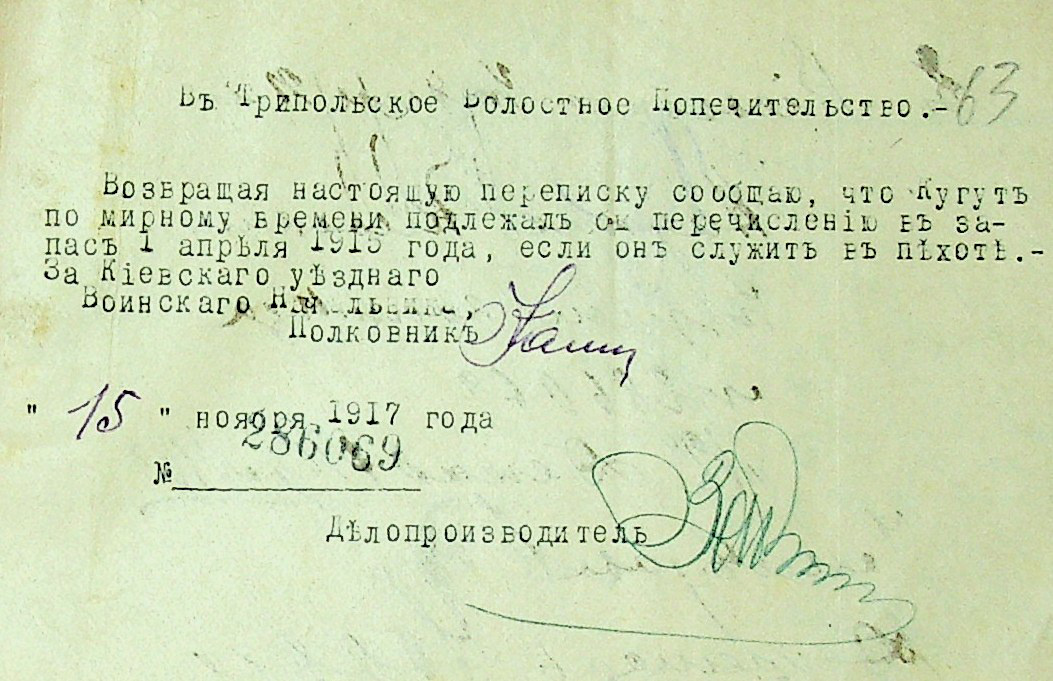 63
Въ Трипольское Волостное Попечительство.-
Возвращая настоящую переписку сообщаю, что Кугутъ
по мирному времени подлежалъ бы перечисленію въ за-
пасъ 1 апрѣля 1915 года, если онъ служитъ въ пѣхотѣ.-
За Кіевскаго уѣзднаго
Воинскаго Начальника,
Полковникъ
" 15 " ноября 1917 года
286069
№
Дѣлопроизводитель